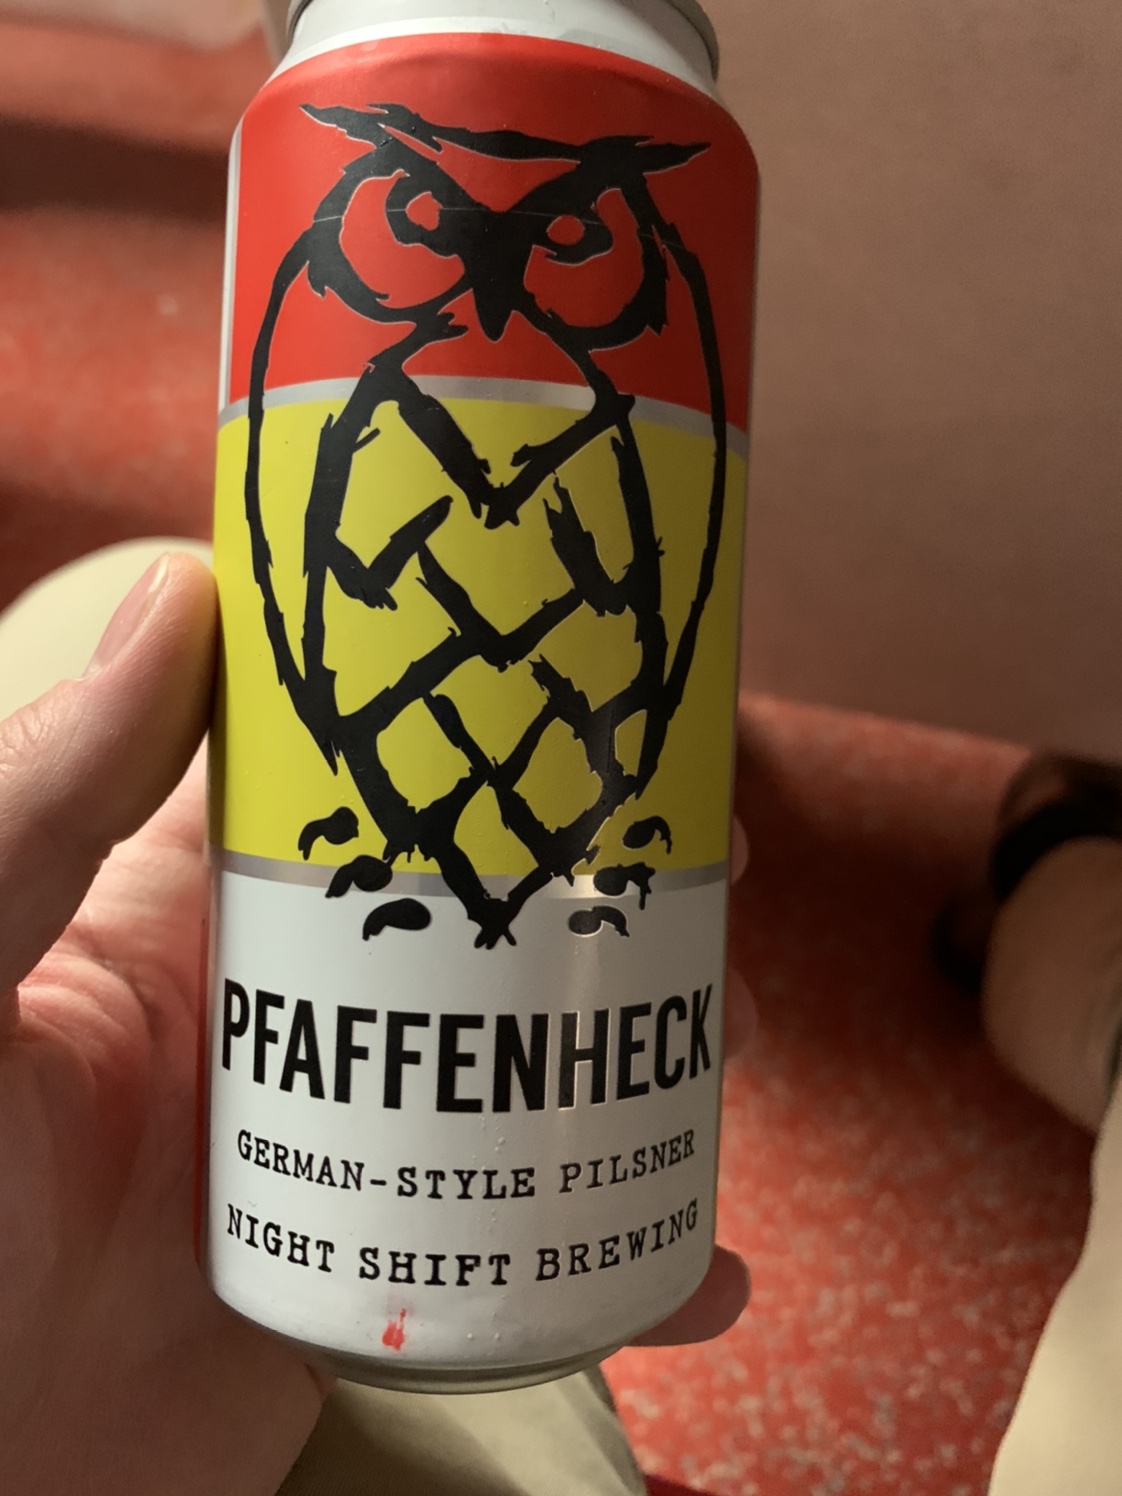 PFAFFENHECK
GERMAN-STYLE PILSNER
NIGHT SHIFT BREWING